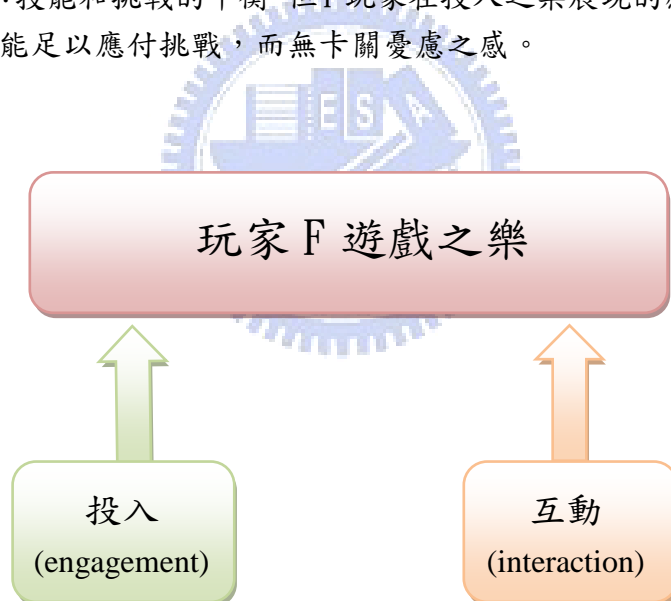 技能和挑戰的平衡 但F玩家在投入之樂展現的
能足以應付挑戰，而無卡關憂慮之感。
ESA
玩家 F 遊戲之樂
投入
(engagement)
互動
(interaction)